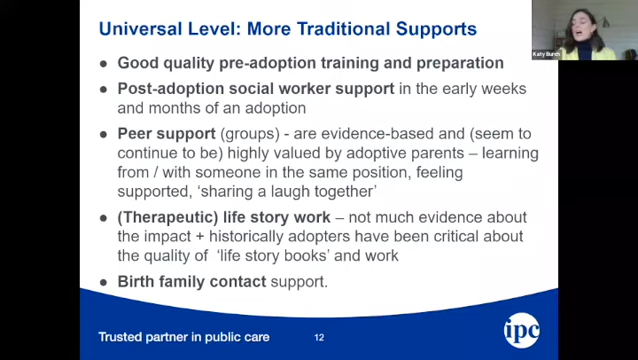 Universal Level: More Traditional Supports
Katy Burch
● Good quality pre-adoption training and preparation
● Post-adoption social worker support in the early weeks
and months of an adoption
● Peer support (groups) - are evidence-based and (seem to
continue to be) highly valued by adoptive parents – learning
from / with someone in the same position, feeling
supported, ‘sharing a laugh together’
● (Therapeutic) life story work – not much evidence about
the impact + historically adopters have been critical about
the quality of ‘life story books’ and work
● Birth family contact support.
Trusted partner in public care
12
ipc